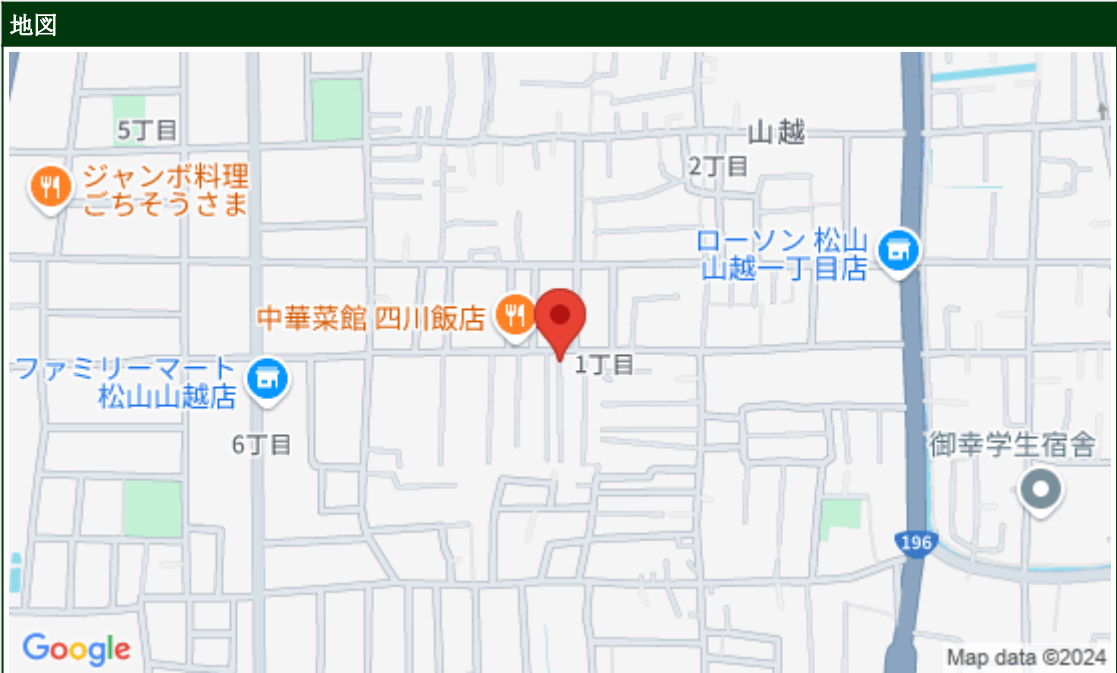 地図
5丁目
山越
2丁目
ジャンボ料理
ごちそうさま
ローソン 松山
山越一丁目店
中華菜館 四川飯店
1丁目
ファミリーマート
松山山越店
6丁目
御幸学生宿舎
196
Google
Map data ©2024